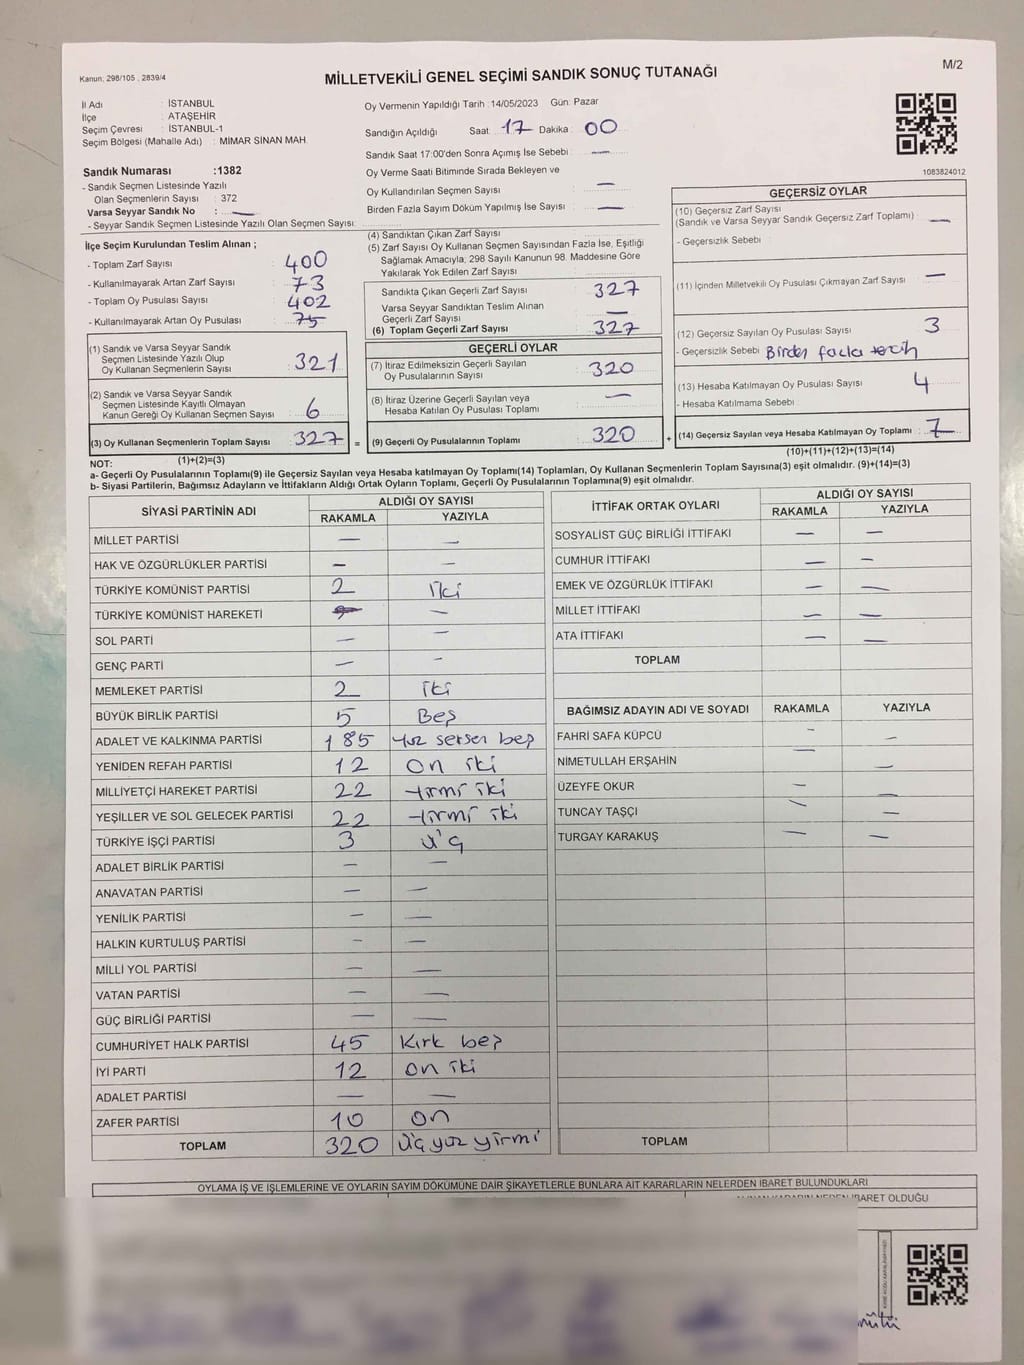 Kanun, 298/105 , 2839/4
MİLLETVEKİLİ GENEL SEÇİMİ SANDIK SONUÇ TUTANAĞI
M/2
İl Adı : İSTANBUL
İlçe : ATAŞEHİR
Seçim Çevresi : İSTANBUL-1
Seçim Bölgesi (Mahalle Adı) : MİMAR SİNAN MAH
Oy Vermenin Yapıldığı Tarih :14/05/2023 Gün: Pazar
Sandığın Açıldığı Saat 17 Dakika 00
Sandık Saat 17:00'den Sonra Açımış İse Sebebi : —
Oy Verme Saati Bitiminde Sırada Bekleyen ve
Oy Kullandırılan Seçmen Sayısı —
Birden Fazla Sayım Döküm Yapılmış İse Sayısı : —
1083824012
Sandık Numarası :1382
- Sandık Seçmen Listesinde Yazılı
Olan Seçmenlerin Sayısı : 372
Varsa Seyyar Sandık No : —
- Seyyar Sandık Seçmen Listesinde Yazılı Olan Seçmen Sayısı:
İlçe Seçim Kurulundan Teslim Alınan ;
- Toplam Zarf Sayısı : 400
- Kullanılmayarak Artan Zarf Sayısı : 73
- Toplam Oy Pusulası Sayısı : 402
- Kullanılmayarak Artan Oy Pusulası : 75
(1) Sandık ve Varsa Seyyar Sandık
Seçmen Listesinde Yazılı Olup
Oy Kullanan Seçmenlerin Sayısı : 321
(2) Sandık ve Varsa Seyyar Sandık
Seçmen Listesinde Kayıtlı Olmayan
Kanun Gereği Oy Kullanan Seçmen Sayısı : 6
(3) Oy Kullanan Seçmenlerin Toplam Sayısı : 327 =
(1)+(2)=(3)
(4) Sandıktan Çıkan Zarf Sayısı
(5) Zarf Sayısı Oy Kullanan Seçmen Sayısından Fazla İse, Eşitliği
Sağlamak Amacıyla, 298 Sayılı Kanunun 98. Maddesine Göre
Yakılarak Yok Edilen Zarf Sayısı
Sandıkta Çıkan Geçerli Zarf Sayısı : 327
Varsa Seyyar Sandıktan Teslim Alınan
Geçerli Zarf Sayısı :
(6) Toplam Geçerli Zarf Sayısı : 327
GEÇERLİ OYLAR
(7) İtiraz Edilmeksizin Geçerli Sayılan
Oy Pusulalarının Sayısı : 320
(8) İtiraz Üzerine Geçerli Sayılan veya
Hesaba Katılan Oy Pusulası Toplamı : —
(9) Geçerli Oy Pusulalarının Toplamı : 320 +
GEÇERSİZ OYLAR
(10) Geçersiz Zarf Sayısı
(Sandık ve Varsa Seyyar Sandık Geçersiz Zarf Toplamı) : —
- Geçersizlik Sebebi :
(11) İçinden Milletvekili Oy Pusulası Çıkmayan Zarf Sayısı : —
(12) Geçersiz Sayılan Oy Pusulası Sayısı : 3
- Geçersizlik Sebebi : Birden fazla tercih
(13) Hesaba Katılmayan Oy Pusulası Sayısı : 4
- Hesaba Katılmama Sebebi :
(14) Geçersiz Sayılan veya Hesaba Katılmayan Oy Toplamı : 7
(10)+(11)+(12)+(13)=(14)
NOT:
a- Geçerli Oy Pusulalarının Toplamı(9) ile Geçersiz Sayılan veya Hesaba katılmayan Oy Toplamı(14) Toplamları, Oy Kullanan Seçmenlerin Toplam Sayısına(3) eşit olmalıdır. (9)+(14)=(3)
b- Siyasi Partilerin, Bağımsız Adayların ve İttifakların Aldığı Ortak Oyların Toplamı, Geçerli Oy Pusulalarının Toplamına(9) eşit olmalıdır.
SİYASİ PARTİNİN ADI ALDIĞI OY SAYISI
RAKAMLA YAZIYLA
MİLLET PARTİSİ — —
HAK VE ÖZGÜRLÜKLER PARTİSİ — —
TÜRKİYE KOMÜNİST PARTİSİ 2 İki
TÜRKİYE KOMÜNİST HAREKETİ —
SOL PARTİ — —
GENÇ PARTİ — —
MEMLEKET PARTİSİ 2 iki
BÜYÜK BİRLİK PARTİSİ 5 Beş
ADALET VE KALKINMA PARTİSİ 185 Yüz seksen beş
YENİDEN REFAH PARTİSİ 12 On iki
MİLLİYETÇİ HAREKET PARTİSİ 22 Yirmi iki
YEŞİLLER VE SOL GELECEK PARTİSİ 22 Yirmi iki
TÜRKİYE İŞÇİ PARTİSİ 3 Üç
ADALET BİRLİK PARTİSİ — —
ANAVATAN PARTİSİ — —
YENİLİK PARTİSİ — —
HALKIN KURTULUŞ PARTİSİ — —
MİLLİ YOL PARTİSİ — —
VATAN PARTİSİ — —
GÜÇ BİRLİĞİ PARTİSİ — —
CUMHURİYET HALK PARTİSİ 45 Kırk beş
İYİ PARTİ 12 On iki
ADALET PARTİSİ — —
ZAFER PARTİSİ 10 On
TOPLAM 320 Üç yüz yirmi
İTTİFAK ORTAK OYLARI ALDIĞI OY SAYISI
RAKAMLA YAZIYLA
SOSYALİST GÜÇ BİRLİĞİ İTTİFAKI — —
CUMHUR İTTİFAKI — —
EMEK VE ÖZGÜRLÜK İTTİFAKI — —
MİLLET İTTİFAKI — —
ATA İTTİFAKI — —
TOPLAM
BAĞIMSIZ ADAYIN ADI VE SOYADI RAKAMLA YAZIYLA
FAHRİ SAFA KÜPCÜ — —
NİMETULLAH ERŞAHİN — —
ÜZEYFE OKUR — —
TUNCAY TAŞÇI — —
TURGAY KARAKUŞ — —
TOPLAM
OYLAMA İŞ VE İŞLEMLERİNE VE OYLARIN SAYIM DÖKÜMÜNE DAİR ŞİKAYETLERLE BUNLARA AİT KARARLARIN NELERDEN İBARET BULUNDUKLARI
İBARET OLDUĞU